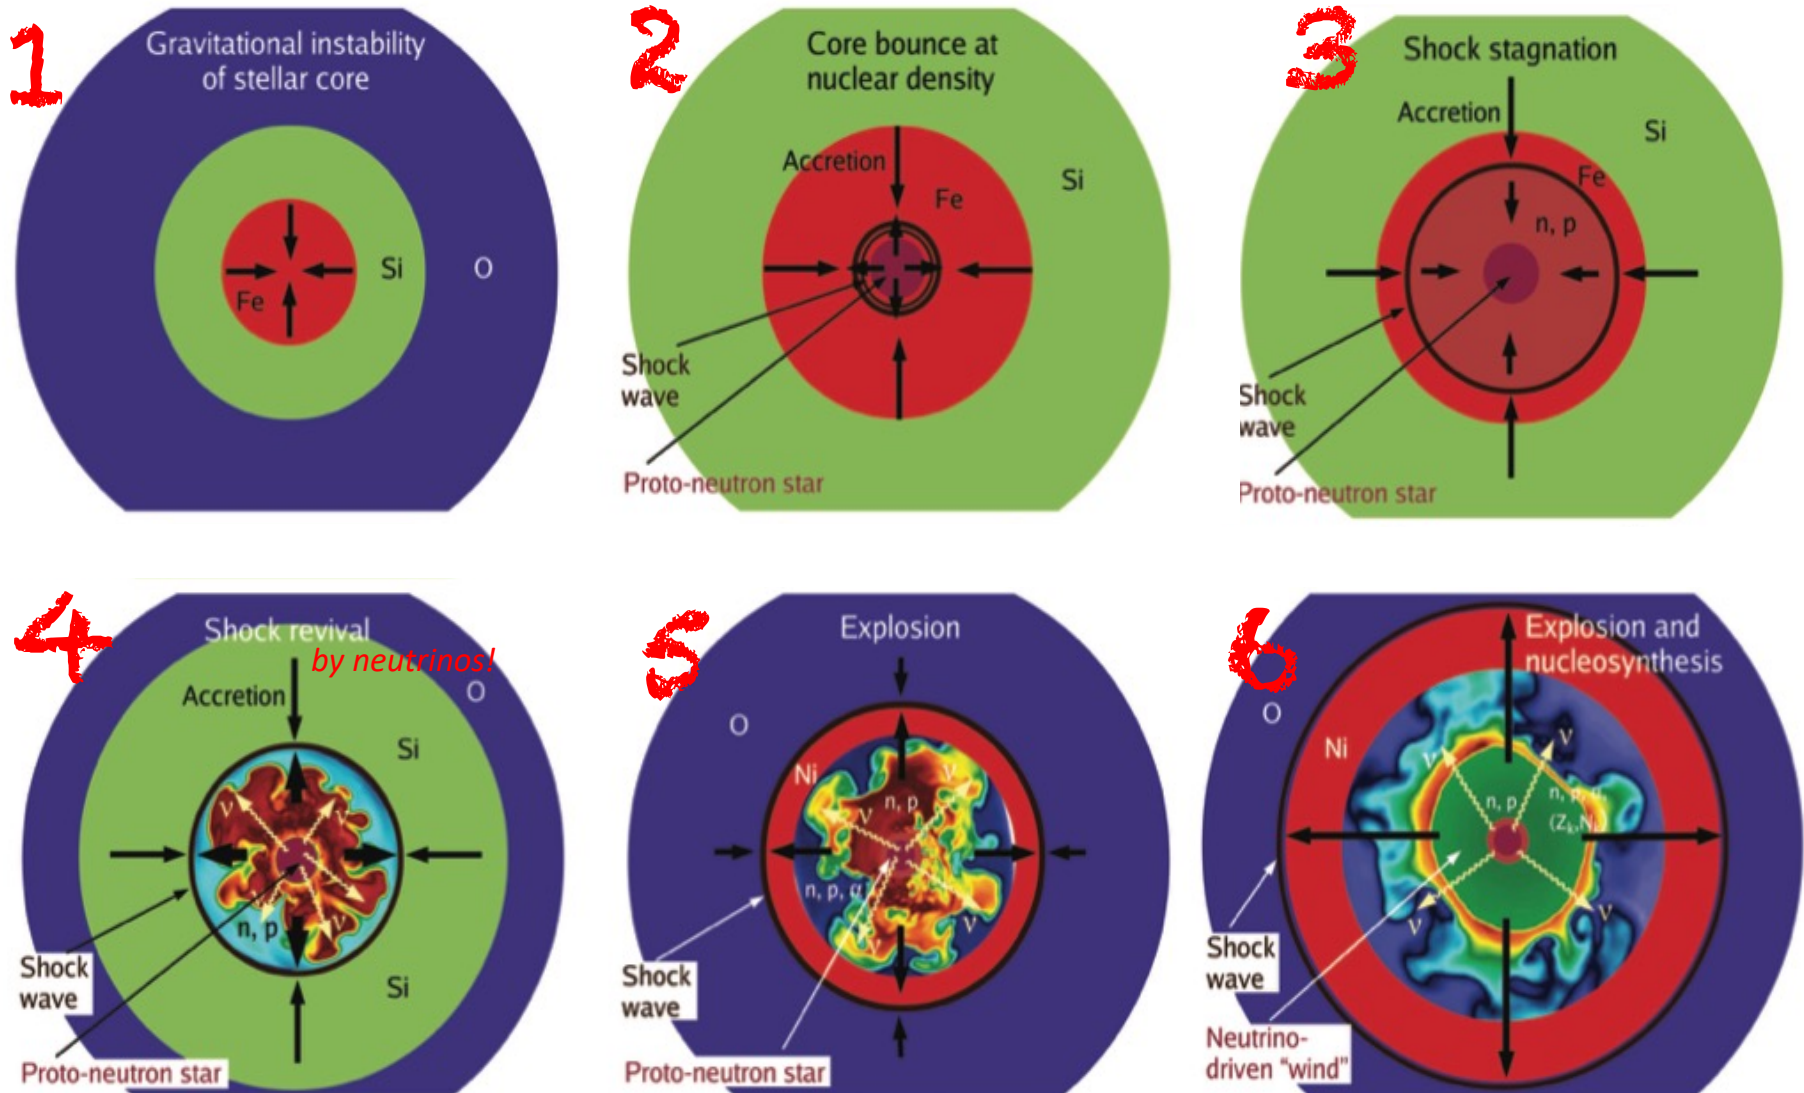 1
Gravitational instability
of stellar core
Fe
Si
O
2
Core bounce at
nuclear density
Accretion
Fe
Si
Shock
wave
Proto-neutron star
3
Shock stagnation
Accretion
Si
Fe
n, p
Shock
wave
Proto-neutron star
4
Shock revival
by neutrinos!
O
Accretion
Si
ν
ν
n, p
ν
Si
Shock
wave
Proto-neutron star
5
Explosion
O
Ni
ν
n, p
ν
n, p, α
ν
ν
Shock
wave
Proto-neutron star
6
Explosion and
nucleosynthesis
O
Ni
ν
ν
n, p
n, p, α,
(Zₖ,Nₖ)
ν
ν
Shock
wave
Neutrino-
driven "wind"